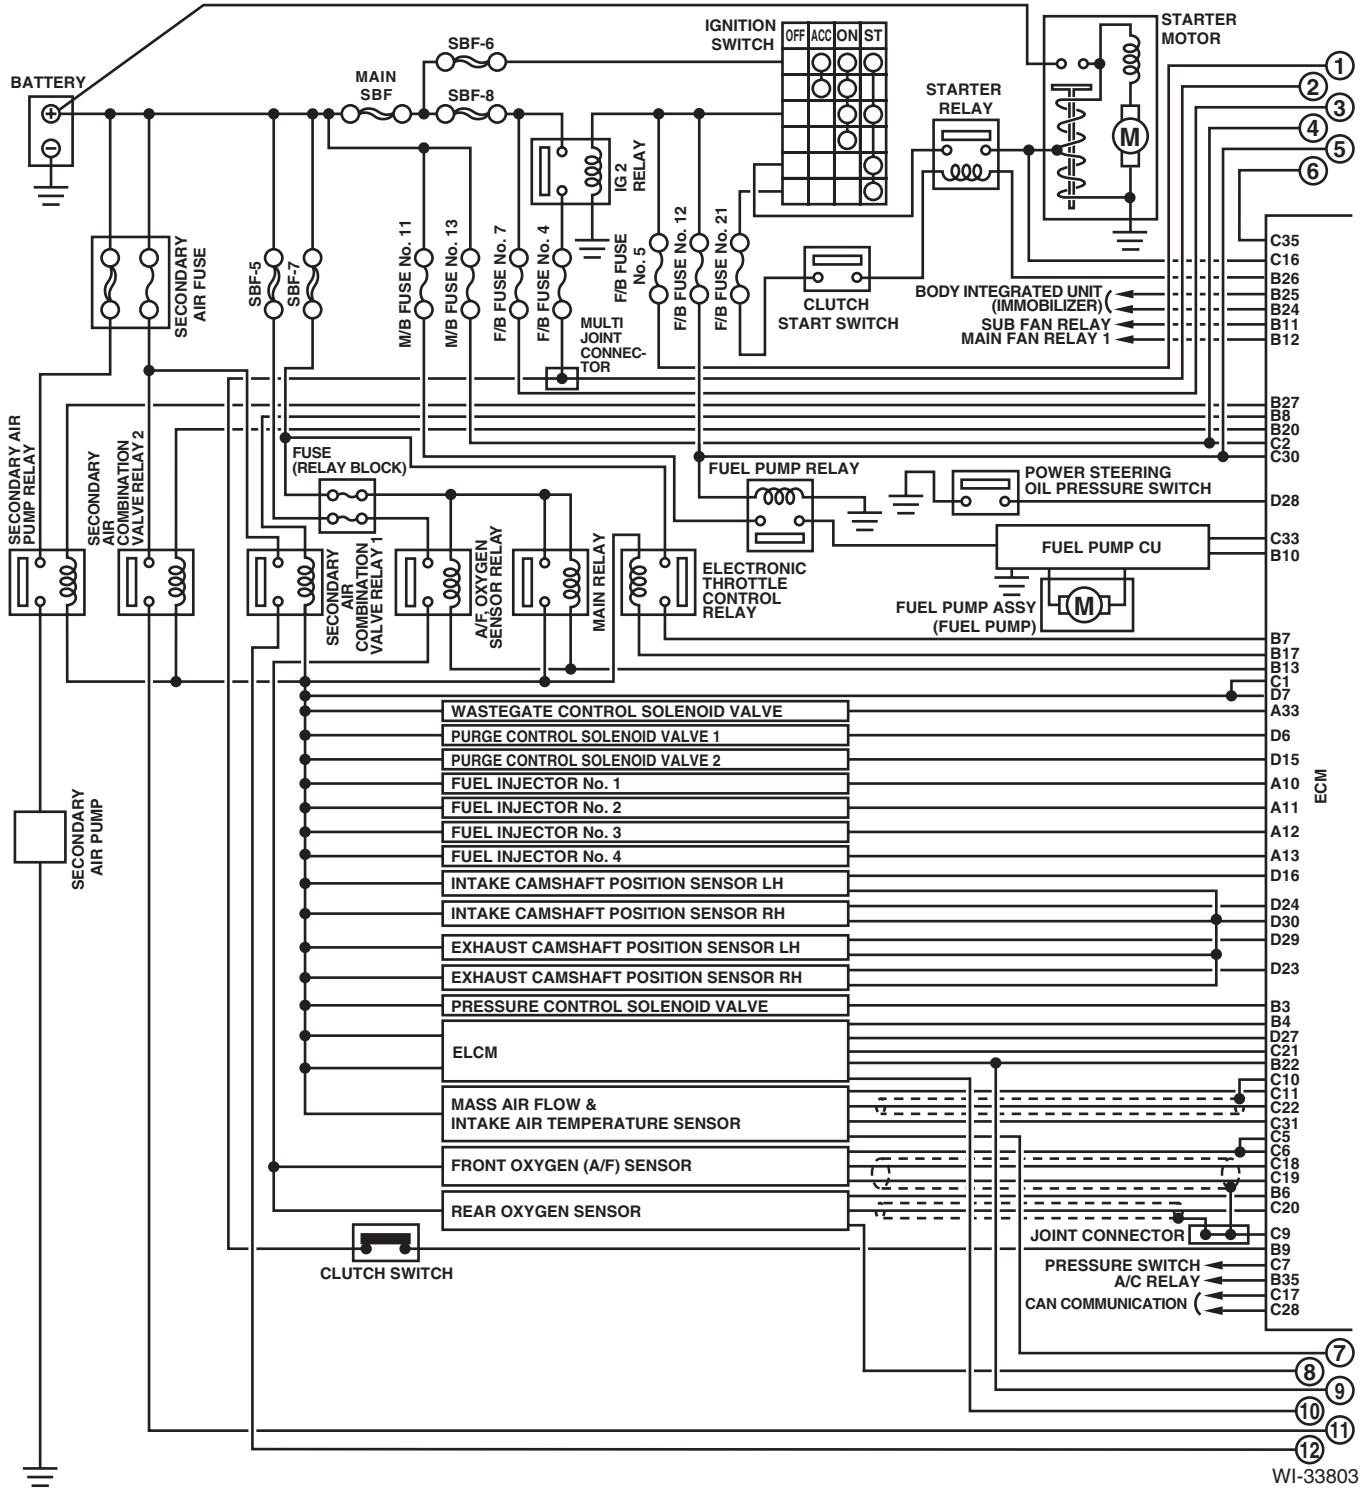 BATTERY
MAIN
SBF
SBF-6
SBF-8
IGNITION
SWITCH
OFF
ACC
ON
ST
STARTER
MOTOR
M
STARTER
RELAY
IG 2
RELAY
1
2
3
4
5
6
SECONDARY
AIR FUSE
SBF-5
SBF-7
M/B FUSE No. 11
M/B FUSE No. 13
F/B FUSE No. 7
F/B FUSE No. 4
F/B FUSE
No. 5
F/B FUSE No. 12
F/B FUSE No. 21
CLUTCH
START SWITCH
MULTI
JOINT
CONNEC-
TOR
BODY INTEGRATED UNIT
(IMMOBILIZER)
SUB FAN RELAY
MAIN FAN RELAY 1
C35
C16
B26
B25
B24
B11
B12
B27
B8
B20
C2
C30
SECONDARY AIR
PUMP RELAY
SECONDARY
AIR
COMBINATION
VALVE RELAY 2
FUSE
(RELAY BLOCK)
FUEL PUMP RELAY
POWER STEERING
OIL PRESSURE SWITCH
D28
FUEL PUMP CU
C33
B10
SECONDARY
AIR
COMBINATION
VALVE RELAY 1
A/F, OXYGEN
SENSOR RELAY
MAIN RELAY
ELECTRONIC
THROTTLE
CONTROL
RELAY
FUEL PUMP ASSY
(FUEL PUMP)
M
B7
B17
B13
C1
D7
WASTEGATE CONTROL SOLENOID VALVE
A33
PURGE CONTROL SOLENOID VALVE 1
D6
PURGE CONTROL SOLENOID VALVE 2
D15
FUEL INJECTOR No. 1
A10
FUEL INJECTOR No. 2
A11
FUEL INJECTOR No. 3
A12
FUEL INJECTOR No. 4
A13
ECM
SECONDARY
AIR PUMP
INTAKE CAMSHAFT POSITION SENSOR LH
D16
INTAKE CAMSHAFT POSITION SENSOR RH
D24
D30
EXHAUST CAMSHAFT POSITION SENSOR LH
D29
EXHAUST CAMSHAFT POSITION SENSOR RH
D23
PRESSURE CONTROL SOLENOID VALVE
B3
B4
ELCM
D27
C21
B22
C10
MASS AIR FLOW &
INTAKE AIR TEMPERATURE SENSOR
C11
C22
C31
C5
FRONT OXYGEN (A/F) SENSOR
C6
C18
C19
REAR OXYGEN SENSOR
B6
C20
JOINT CONNECTOR
C9
B9
CLUTCH SWITCH
PRESSURE SWITCH
C7
A/C RELAY
B35
CAN COMMUNICATION
C17
C28
7
8
9
10
11
12
WI-33803